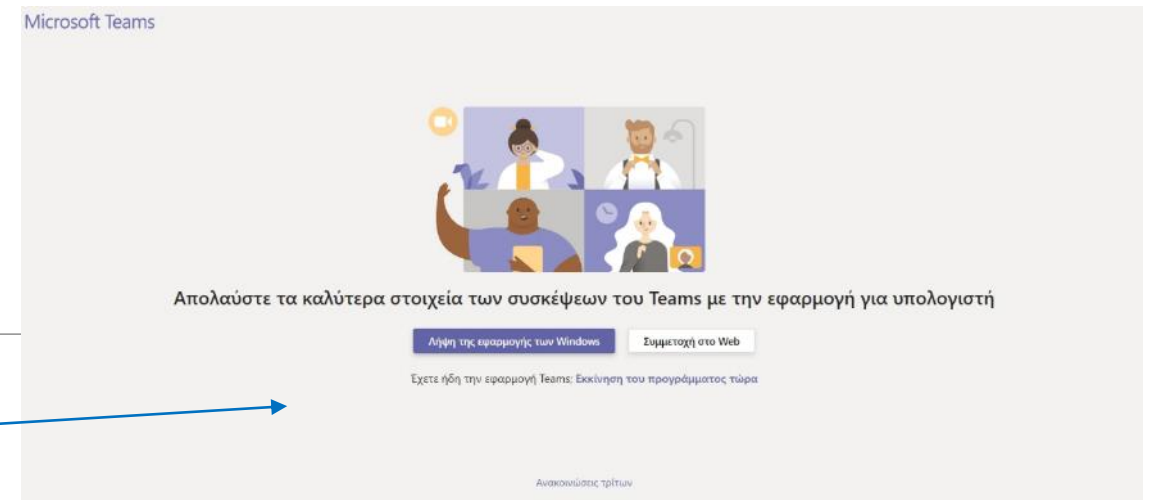 Microsoft Teams
Απολαύστε τα καλύτερα στοιχεία των συσκέψεων του Teams με την εφαρμογή για υπολογιστή
Λήψη της εφαρμογής των Windows Συμμετοχή στο Web
Έχετε ήδη την εφαρμογή Teams; Εκκίνηση του προγράμματος τώρα
Ανακοινώσεις τρίτων